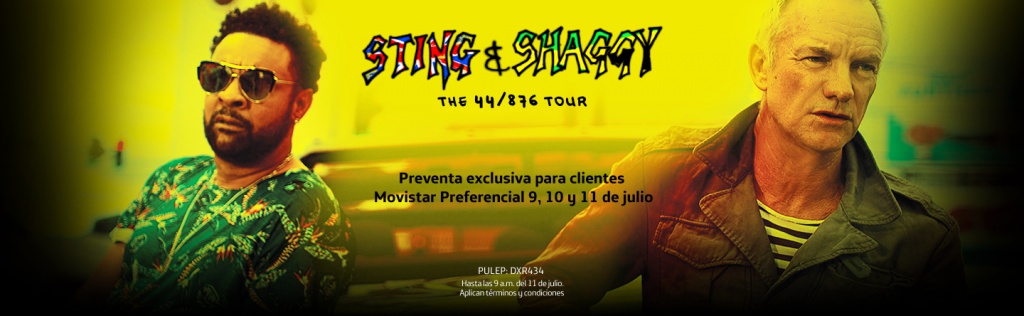 STING & SHAGGY
THE 44/876 TOUR
Preventa exclusiva para clientes
Movistar Preferencial 9, 10 y 11 de julio
PULEP: DXR434
Hasta las 9 a.m. del 11 de julio.
Aplican términos y condiciones